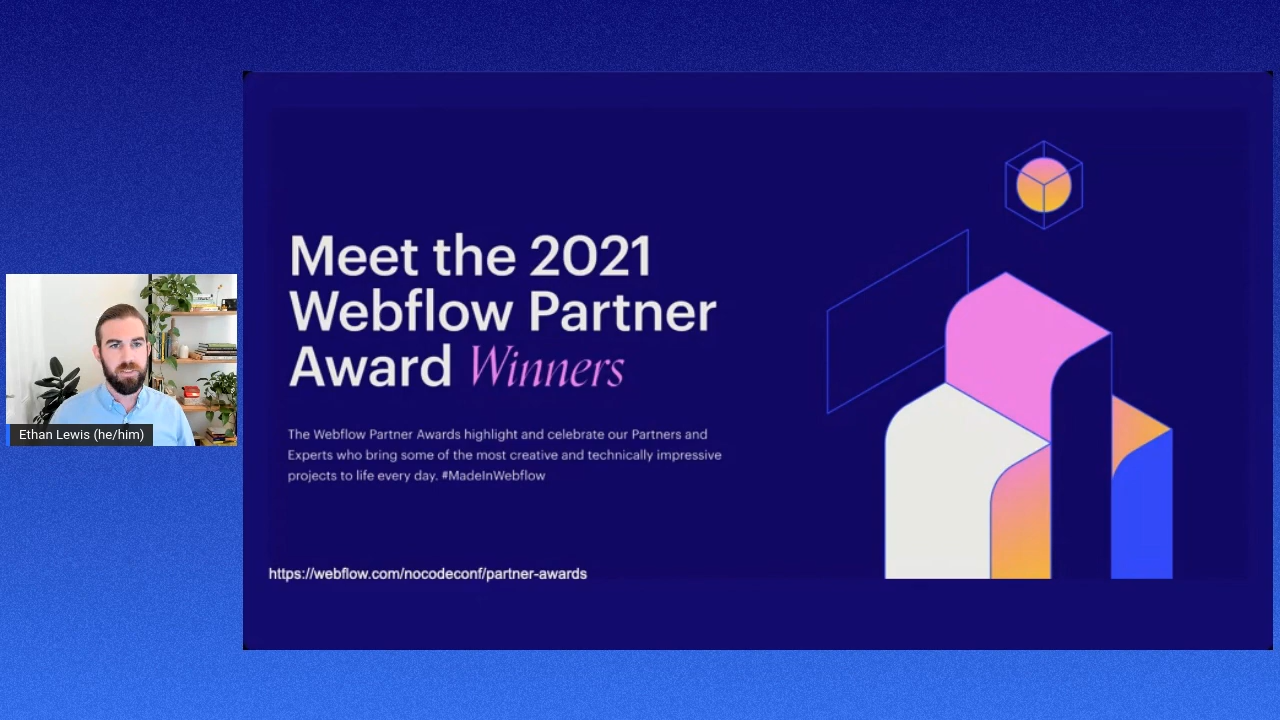 Meet the 2021
Webflow Partner
Award Winners
The Webflow Partner Awards highlight and celebrate our Partners and
Experts who bring some of the most creative and technically impressive
projects to life every day. #MadeInWebflow
https://webflow.com/nocodeconf/partner-awards
Ethan Lewis (he/him)